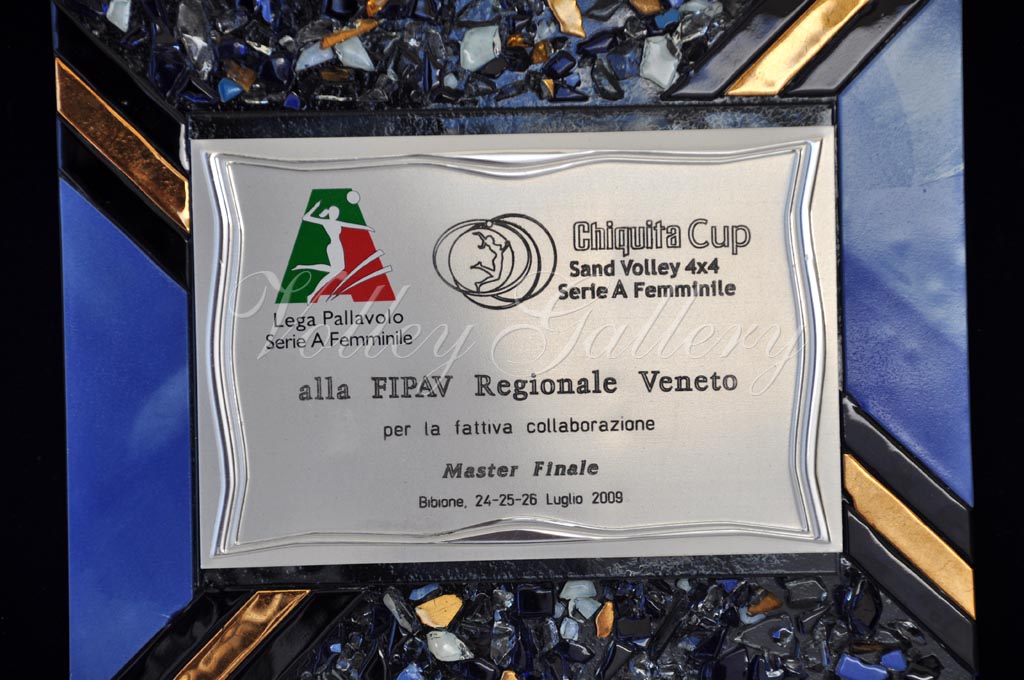 Lega Pallavolo
Serie A Femminile
Chiquita Cup
Sand Volley 4x4
Serie A Femminile
Volley Gallery
alla FIPAV Regionale Veneto
per la fattiva collaborazione
Master Finale
Bibione, 24-25-26 Luglio 2009